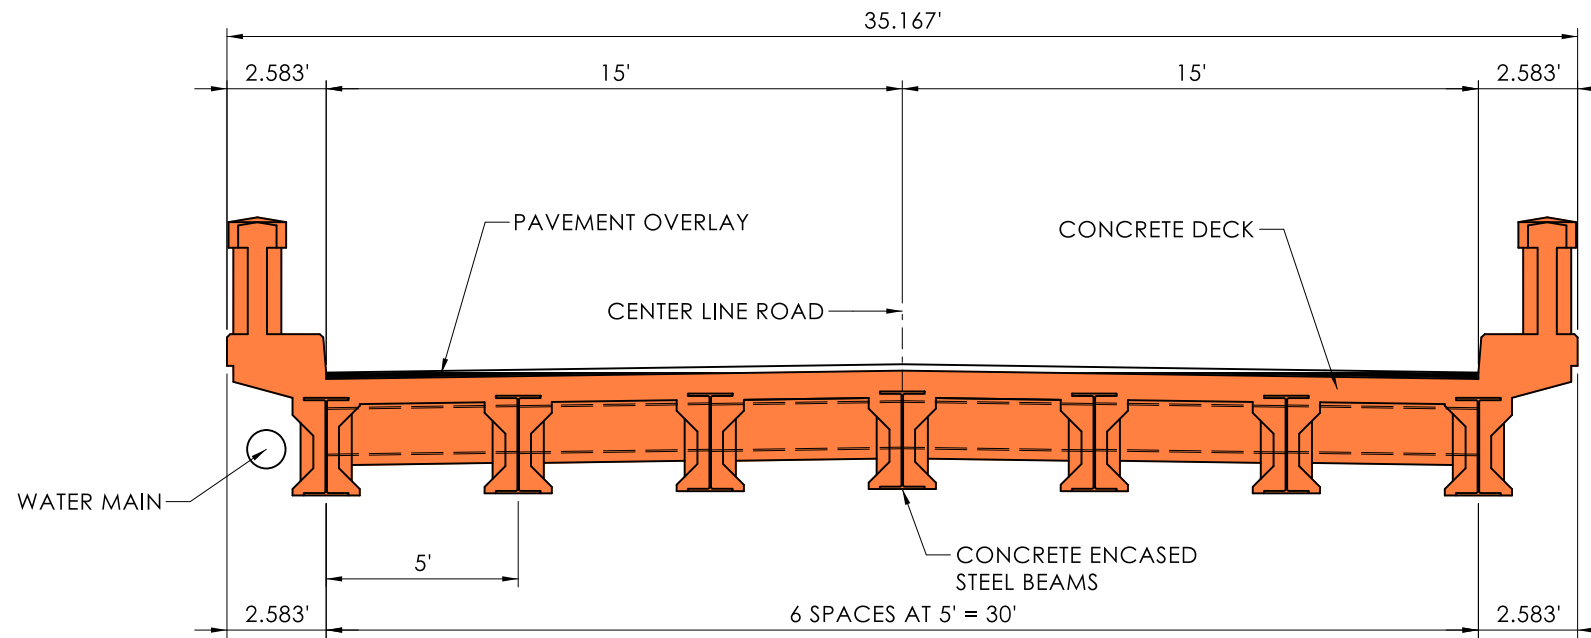 35.167'
2.583'
15'
15'
2.583'
PAVEMENT OVERLAY
CONCRETE DECK
CENTER LINE ROAD
WATER MAIN
5'
CONCRETE ENCASED
STEEL BEAMS
2.583'
6 SPACES AT 5' = 30'
2.583'